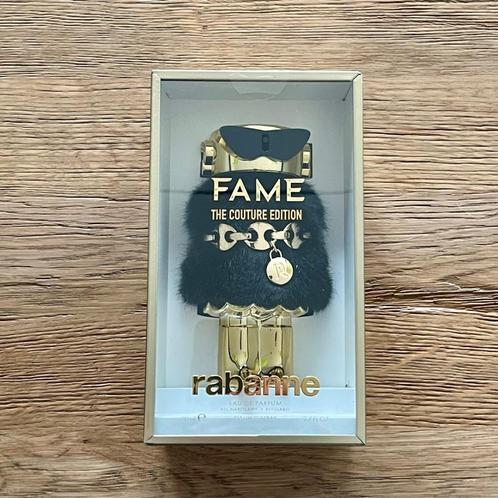 FAME
THE COUTURE EDITION
R
rabanne
EAU DE PARFUM